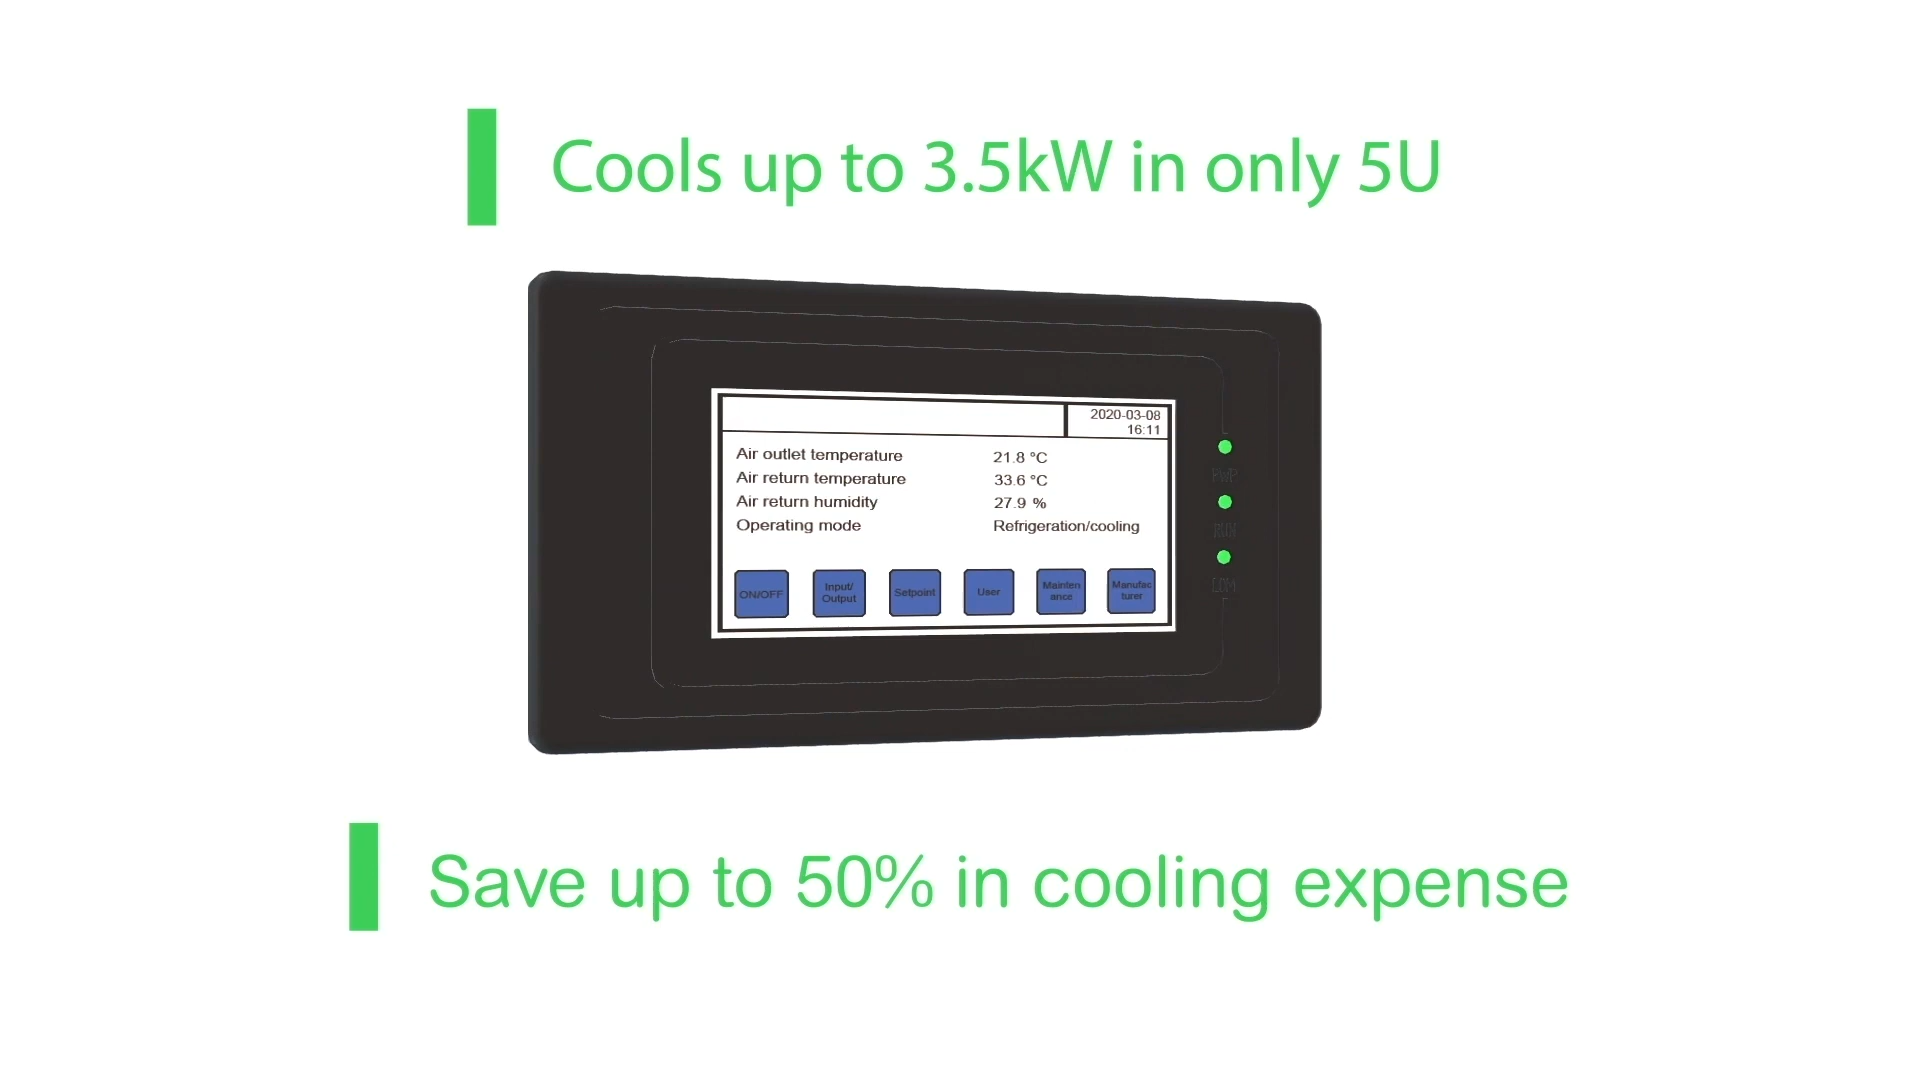 Cools up to 3.5kW in only 5U
2020-03-08
16:11
Air outlet temperature 21.8 °C
Air return temperature 33.6 °C
Air return humidity 27.9 %
Operating mode Refrigeration/cooling
ON/OFF
Input/
Output
Setpoint
User
Mainten
ance
Manufac
turer
RUN
Save up to 50% in cooling expense